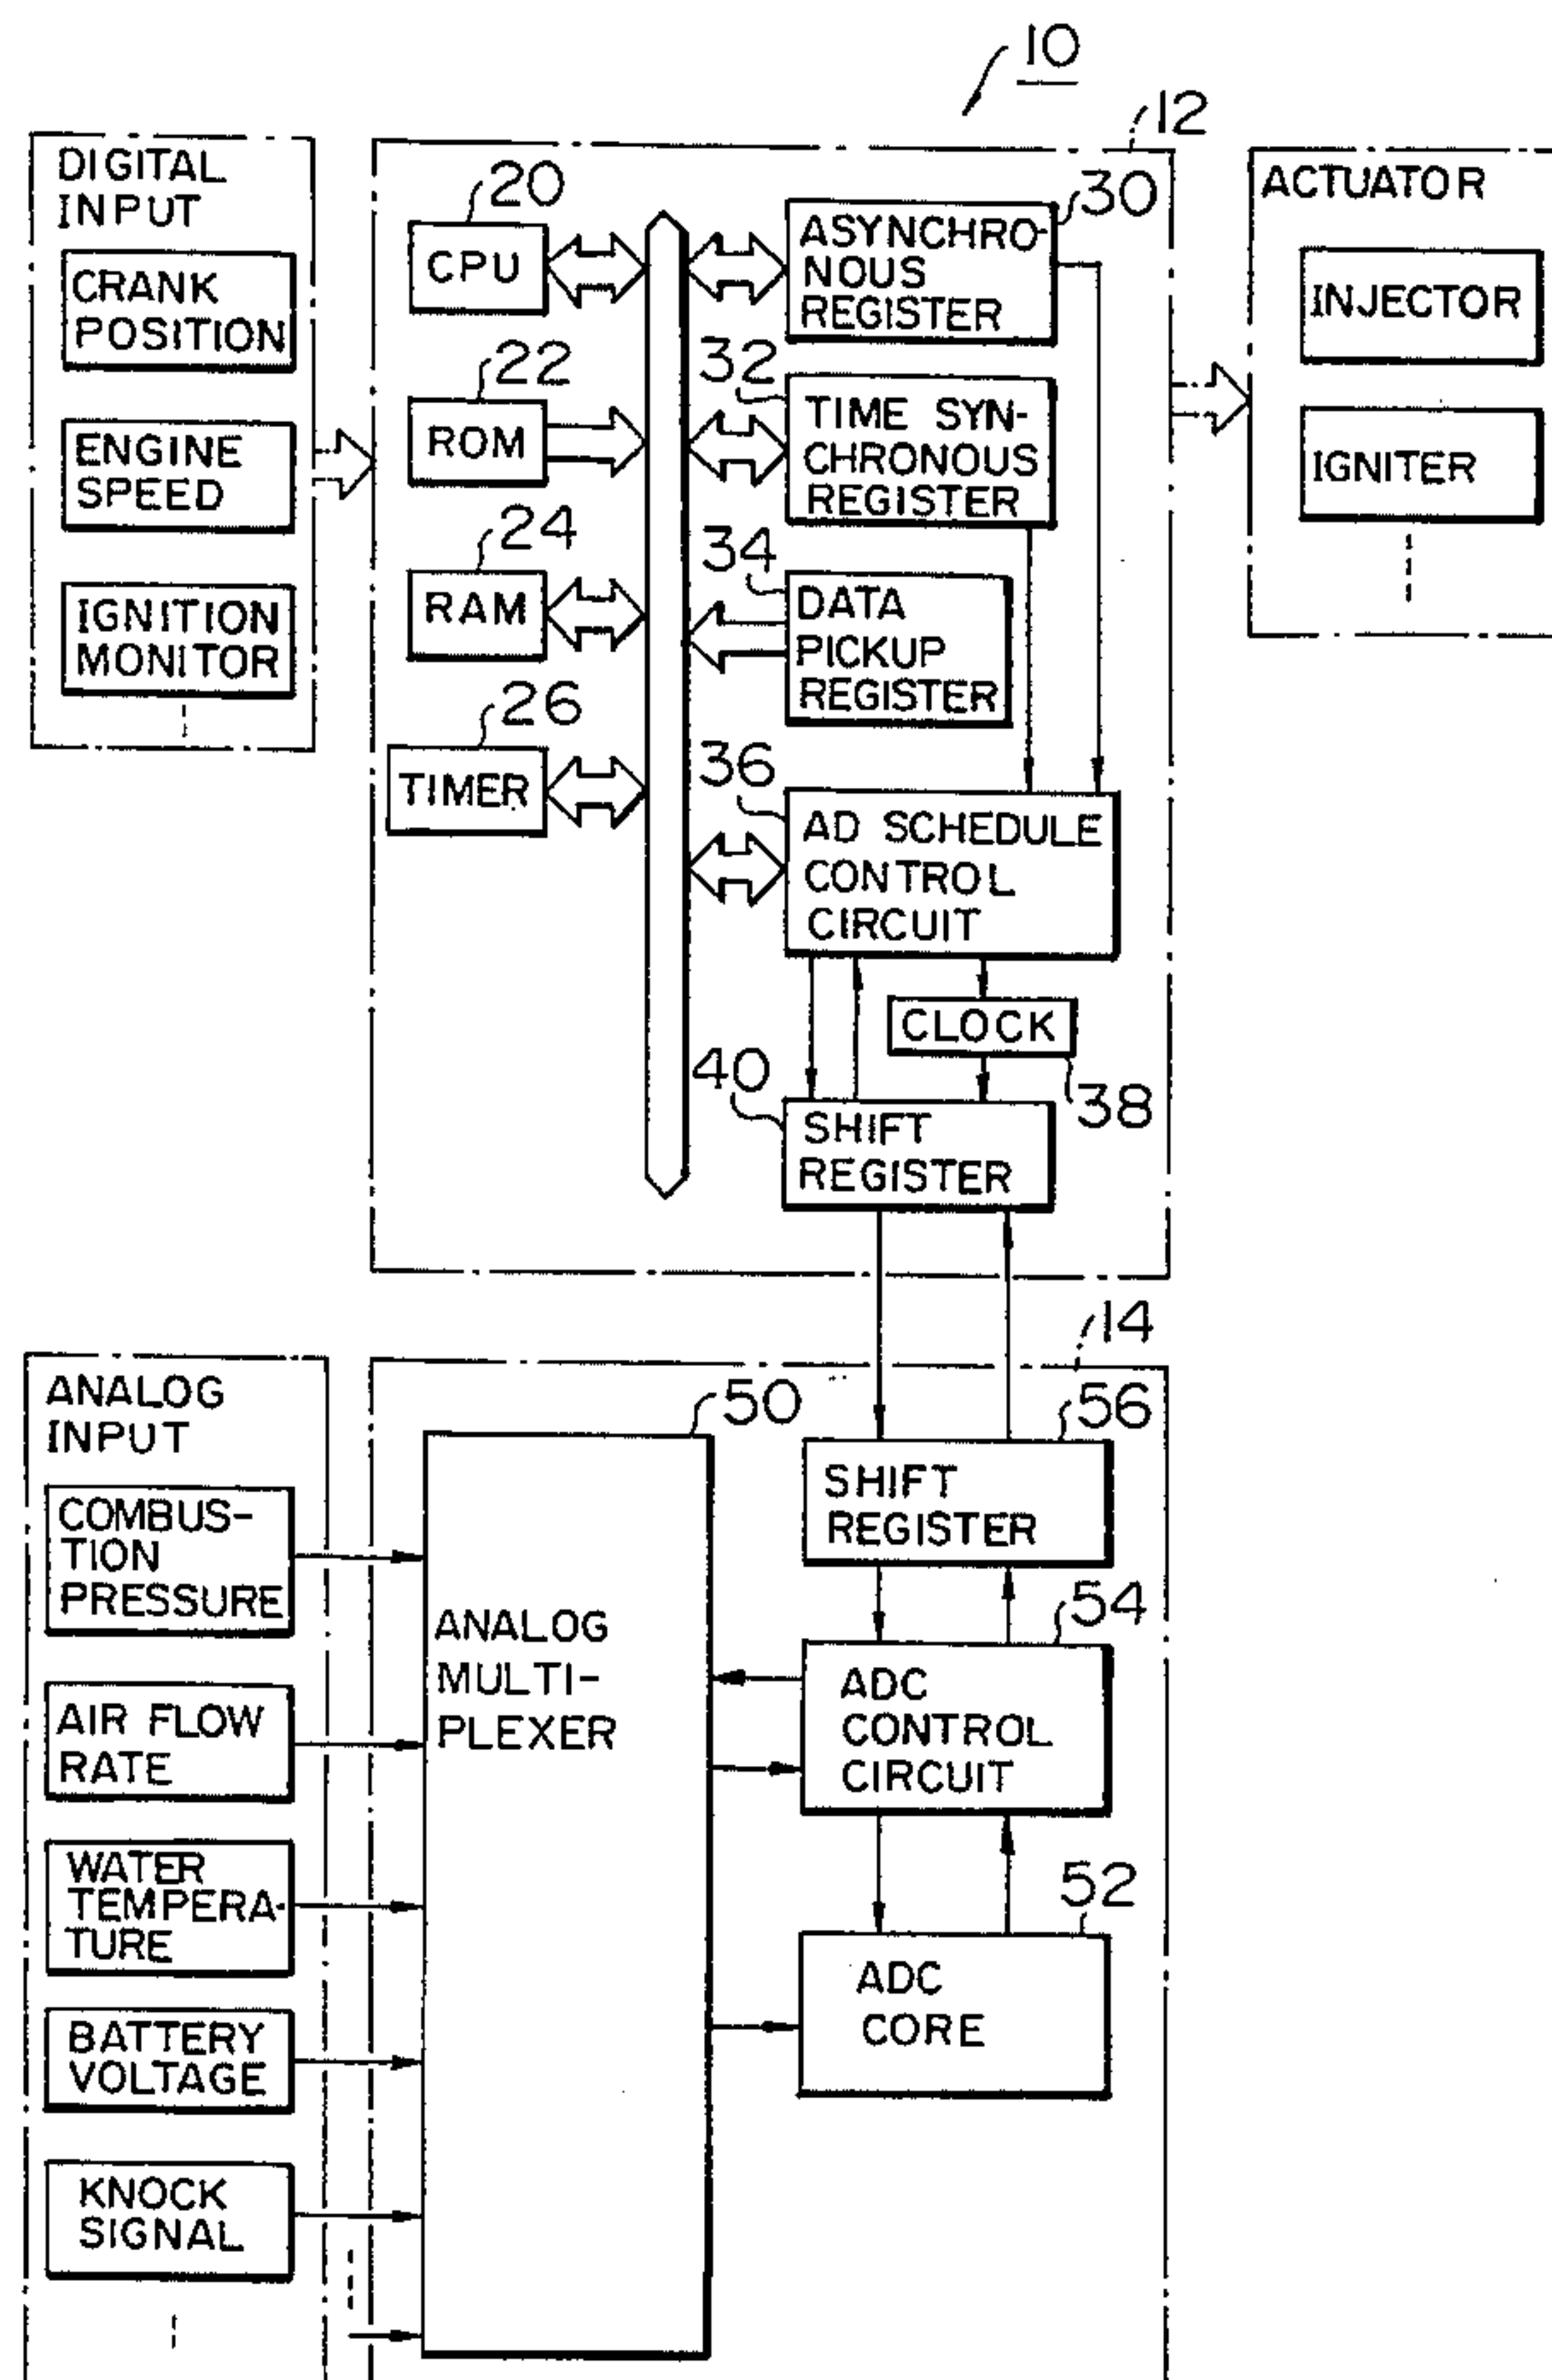 10
12
DIGITAL
INPUT
CRANK
POSITION
ENGINE
SPEED
IGNITION
MONITOR
20
CPU
22
ROM
24
RAM
26
TIMER
30
ASYNCHRO-
NOUS
REGISTER
32
TIME SYN-
CHRONOUS
REGISTER
34
DATA
PICKUP
REGISTER
36
AD SCHEDULE
CONTROL
CIRCUIT
CLOCK
38
40
SHIFT
REGISTER
ACTUATOR
INJECTOR
IGNITER
14
ANALOG
INPUT
COMBUS-
TION
PRESSURE
AIR FLOW
RATE
WATER
TEMPERA-
TURE
BATTERY
VOLTAGE
KNOCK
SIGNAL
50
ANALOG
MULTI-
PLEXER
56
SHIFT
REGISTER
54
ADC
CONTROL
CIRCUIT
52
ADC
CORE